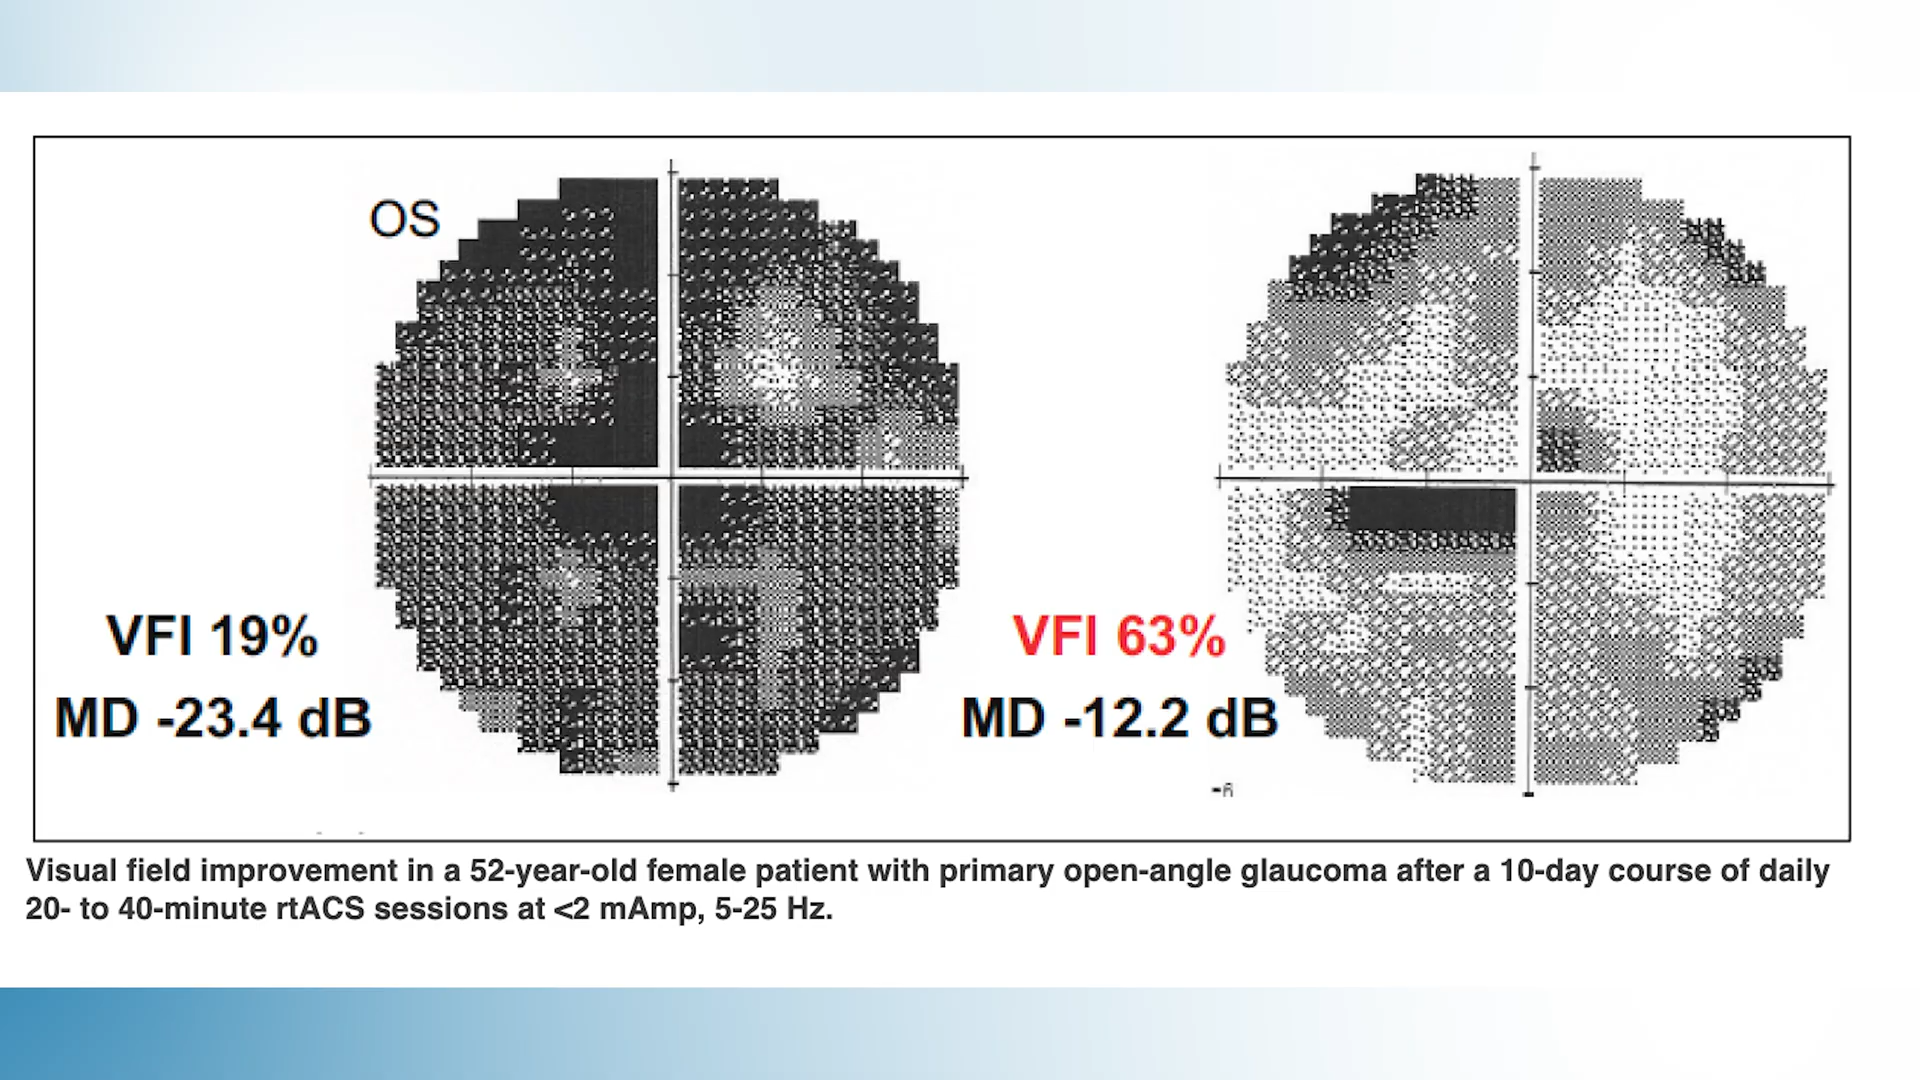 OS
VFI 19%
MD -23.4 dB
VFI 63%
MD -12.2 dB
-6
Visual field improvement in a 52-year-old female patient with primary open-angle glaucoma after a 10-day course of daily
20- to 40-minute rtACS sessions at <2 mAmp, 5-25 Hz.